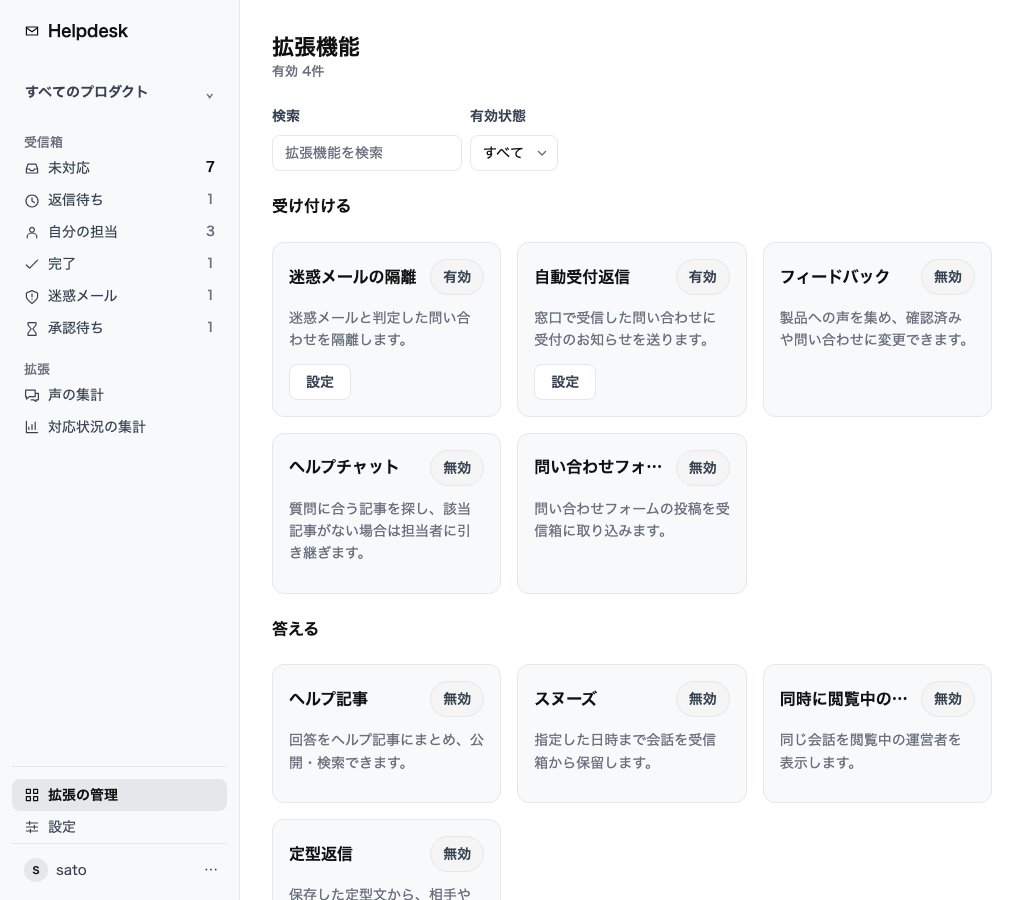 Helpdesk
すべてのプロダクト
受信箱
未対応 7
返信待ち 1
自分の担当 3
完了 1
迷惑メール 1
承認待ち 1
拡張
声の集計
対応状況の集計
拡張の管理
設定
S sato ...
拡張機能
有効 4件
検索 有効状態
拡張機能を検索 すべて
受け付ける
迷惑メールの隔離 有効
迷惑メールと判定した問い合
わせを隔離します。
設定
自動受付返信 有効
窓口で受信した問い合わせに
受付のお知らせを送ります。
設定
フィードバック 無効
製品への声を集め、確認済み
や問い合わせに変更できます。
ヘルプチャット 無効
質問に合う記事を探し、該当
記事がない場合は担当者に引
き継ぎます。
問い合わせフォ… 無効
問い合わせフォームの投稿を受
信箱に取り込みます。
答える
ヘルプ記事 無効
回答をヘルプ記事にまとめ、公
開・検索できます。
スヌーズ 無効
指定した日時まで会話を受信
箱から保留します。
同時に閲覧中の… 無効
同じ会話を閲覧中の運営者を
表示します。
定型返信 無効
保存した定型文から、相手や